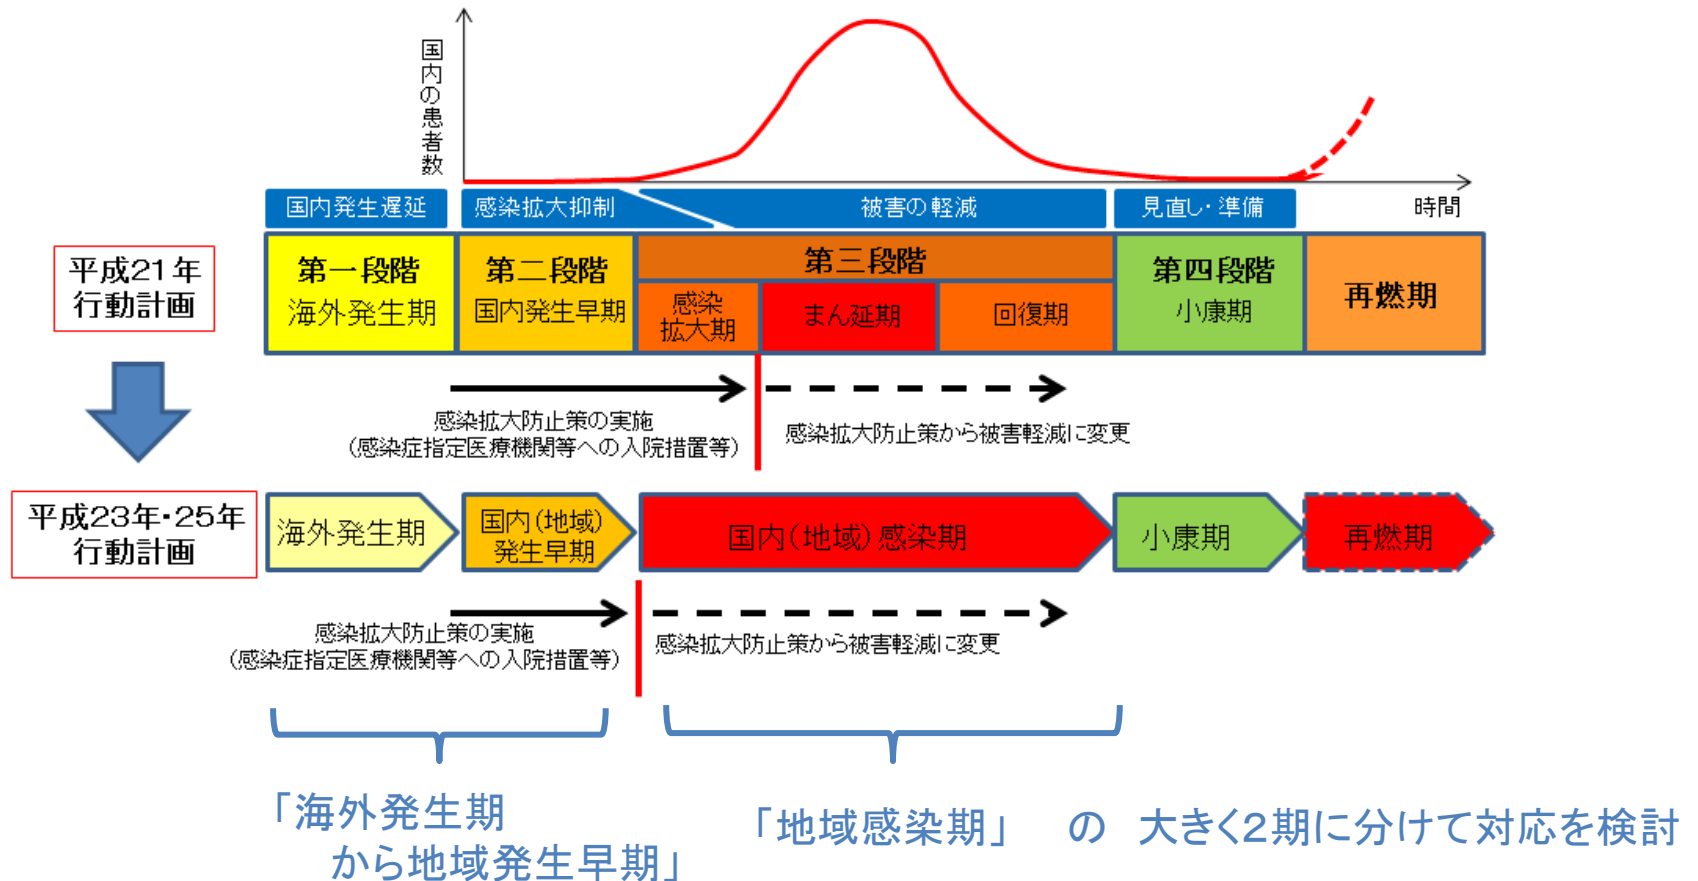 国内の患者数
国内発生遅延
感染拡大抑制
被害の軽減
見直し・準備
時間
平成21年
行動計画
第一段階
海外発生期
第二段階
国内発生早期
第三段階
感染
拡大期
まん延期
回復期
第四段階
小康期
再燃期
感染拡大防止策の実施
(感染症指定医療機関等への入院措置等)
感染拡大防止策から被害軽減に変更
平成23年・25年
行動計画
海外発生期
国内(地域)
発生早期
国内(地域)感染期
小康期
再燃期
感染拡大防止策の実施
(感染症指定医療機関等への入院措置等)
感染拡大防止策から被害軽減に変更
「海外発生期
から地域発生早期」
「地域感染期」 の 大きく2期に分けて対応を検討